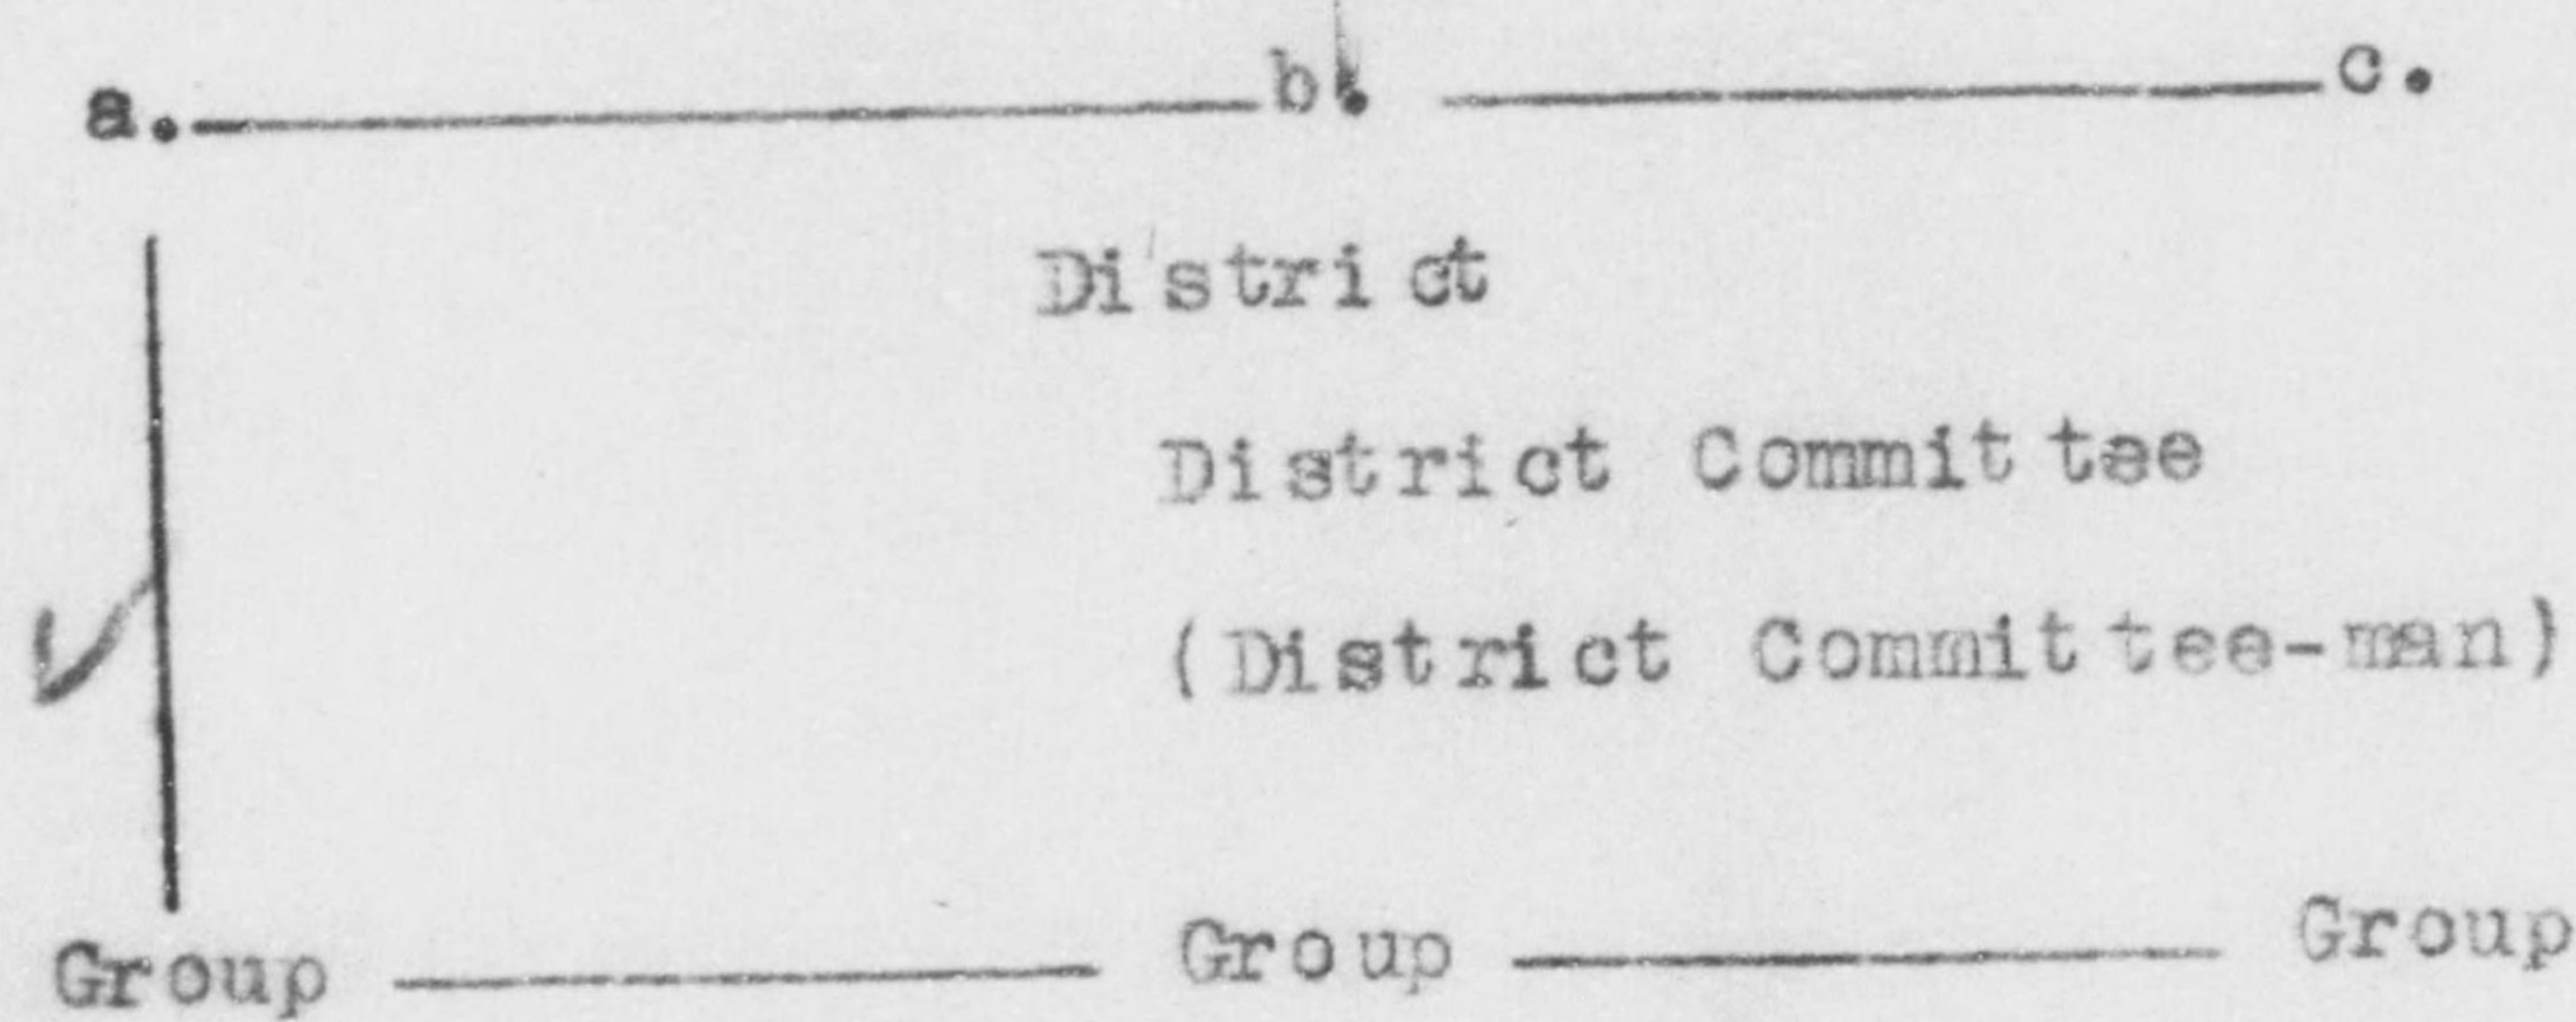 a. b. c.
District
District Committee
(District Committee-man)
Group Group Group